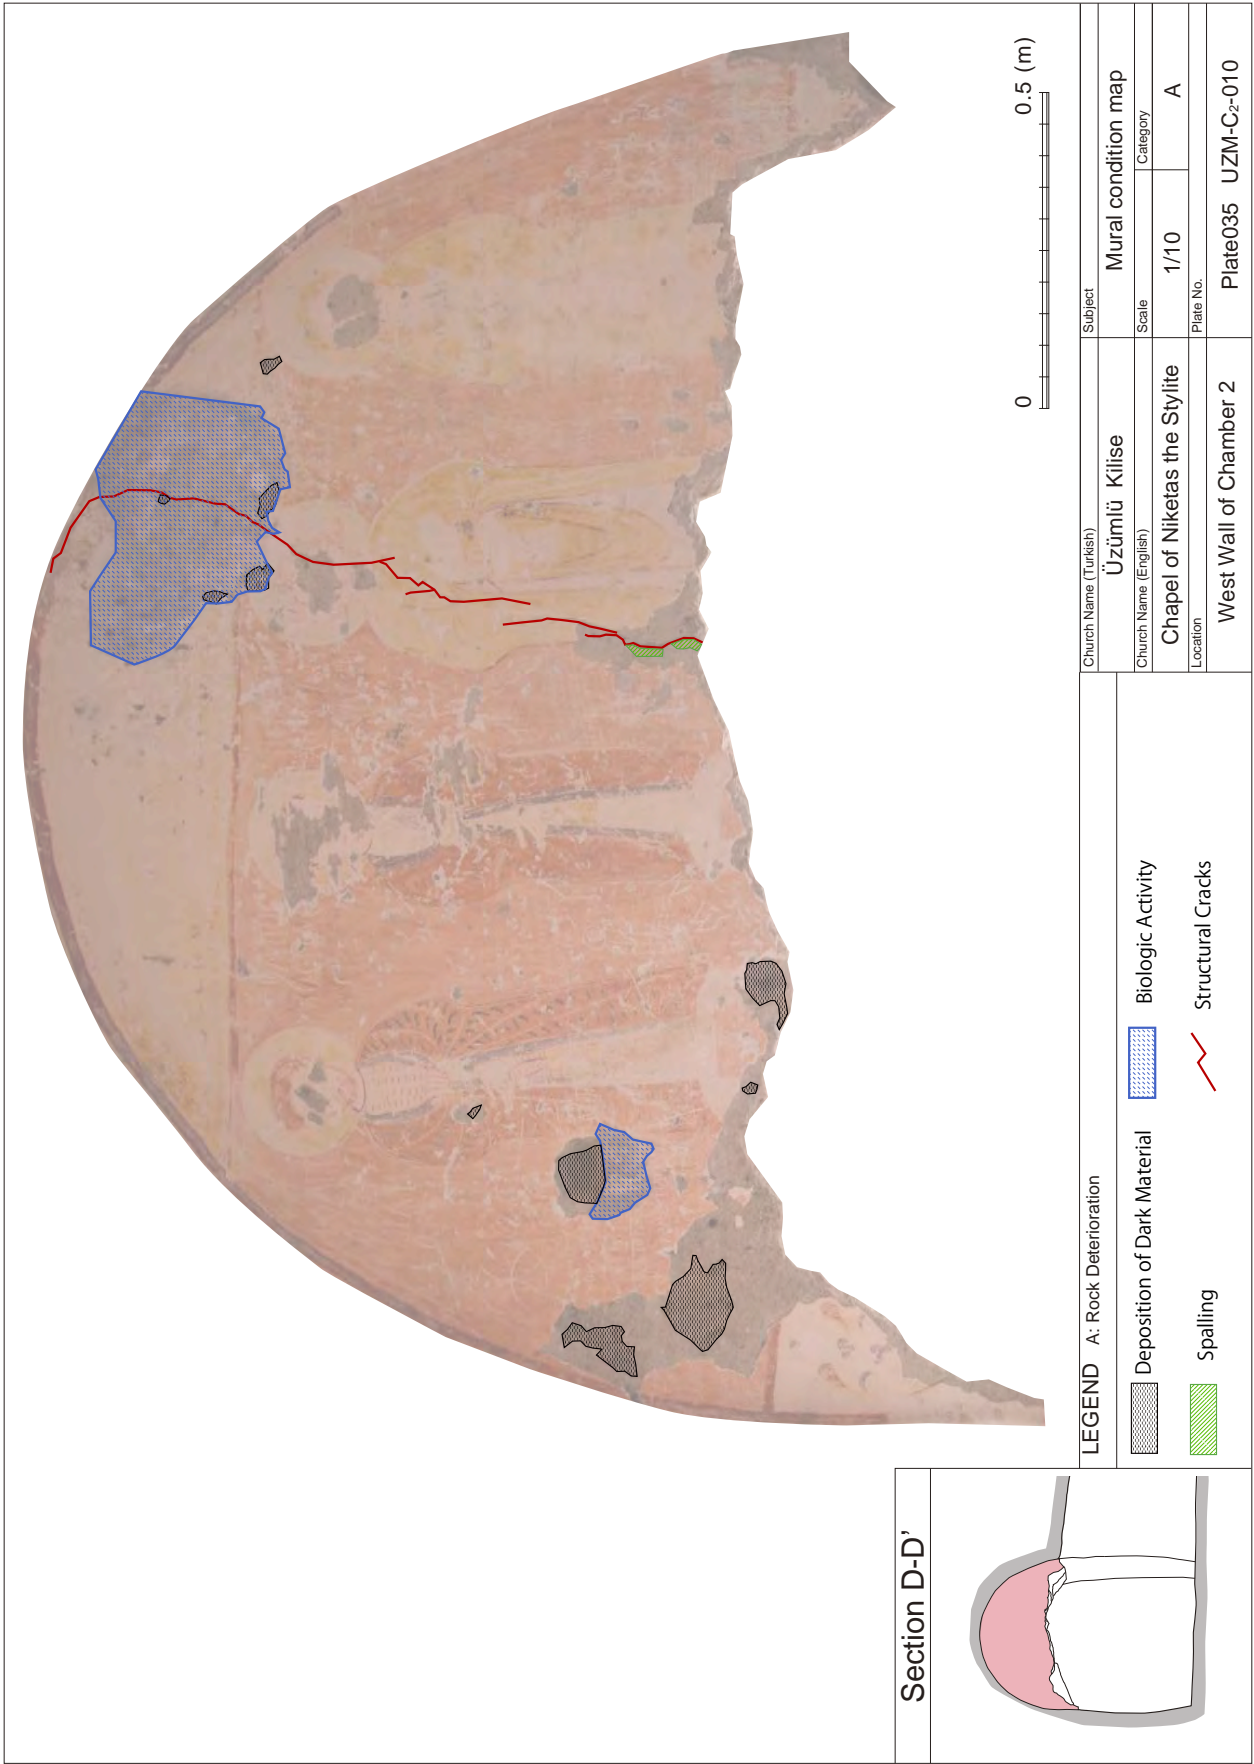 0 0.5 (m)
Section D-D'
LEGEND A: Rock Deterioration
Deposition of Dark Material
Biologic Activity
Spalling
Structural Cracks
Church Name (Turkish)
Üzümlü Kilise
Church Name (English)
Chapel of Niketas the Stylite
Location
West Wall of Chamber 2
Subject
Mural condition map
Scale
1/10
Category
A
Plate No.
Plate035 UZM-C₂-010